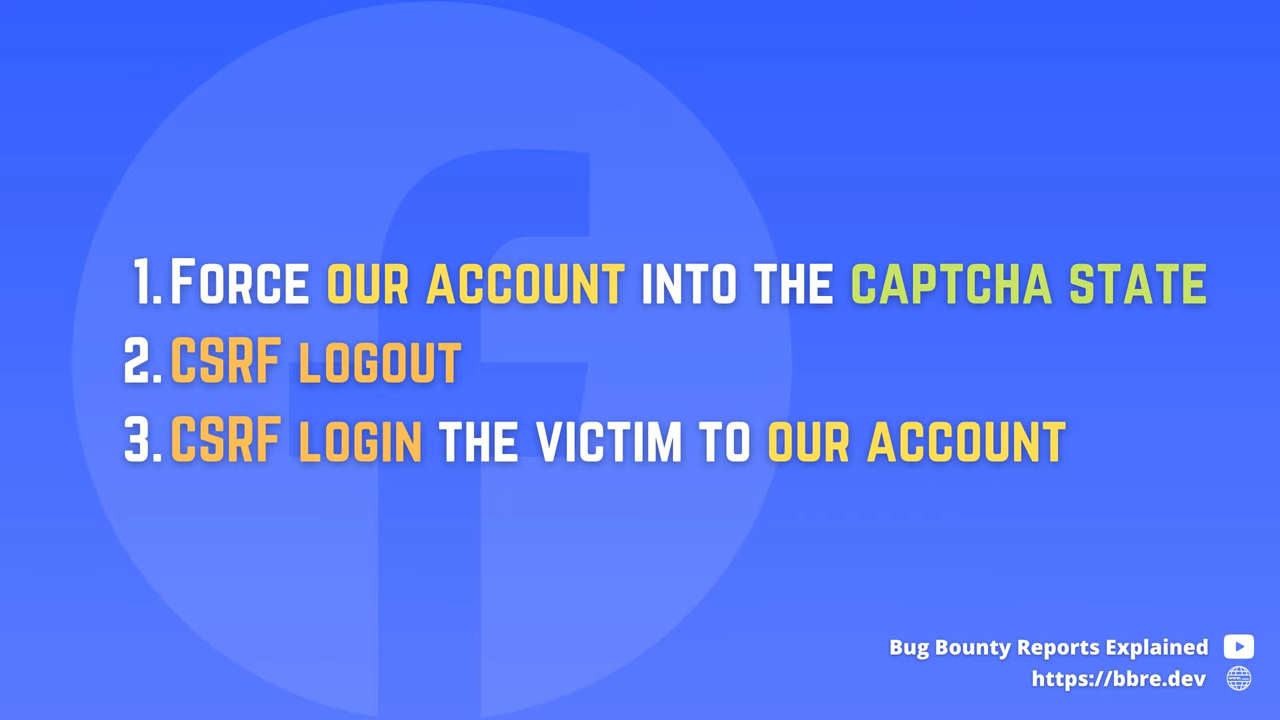 1. Force our account into the captcha state
2. CSRF logout
3. CSRF login the victim to our account
Bug Bounty Reports Explained
https://bbre.dev